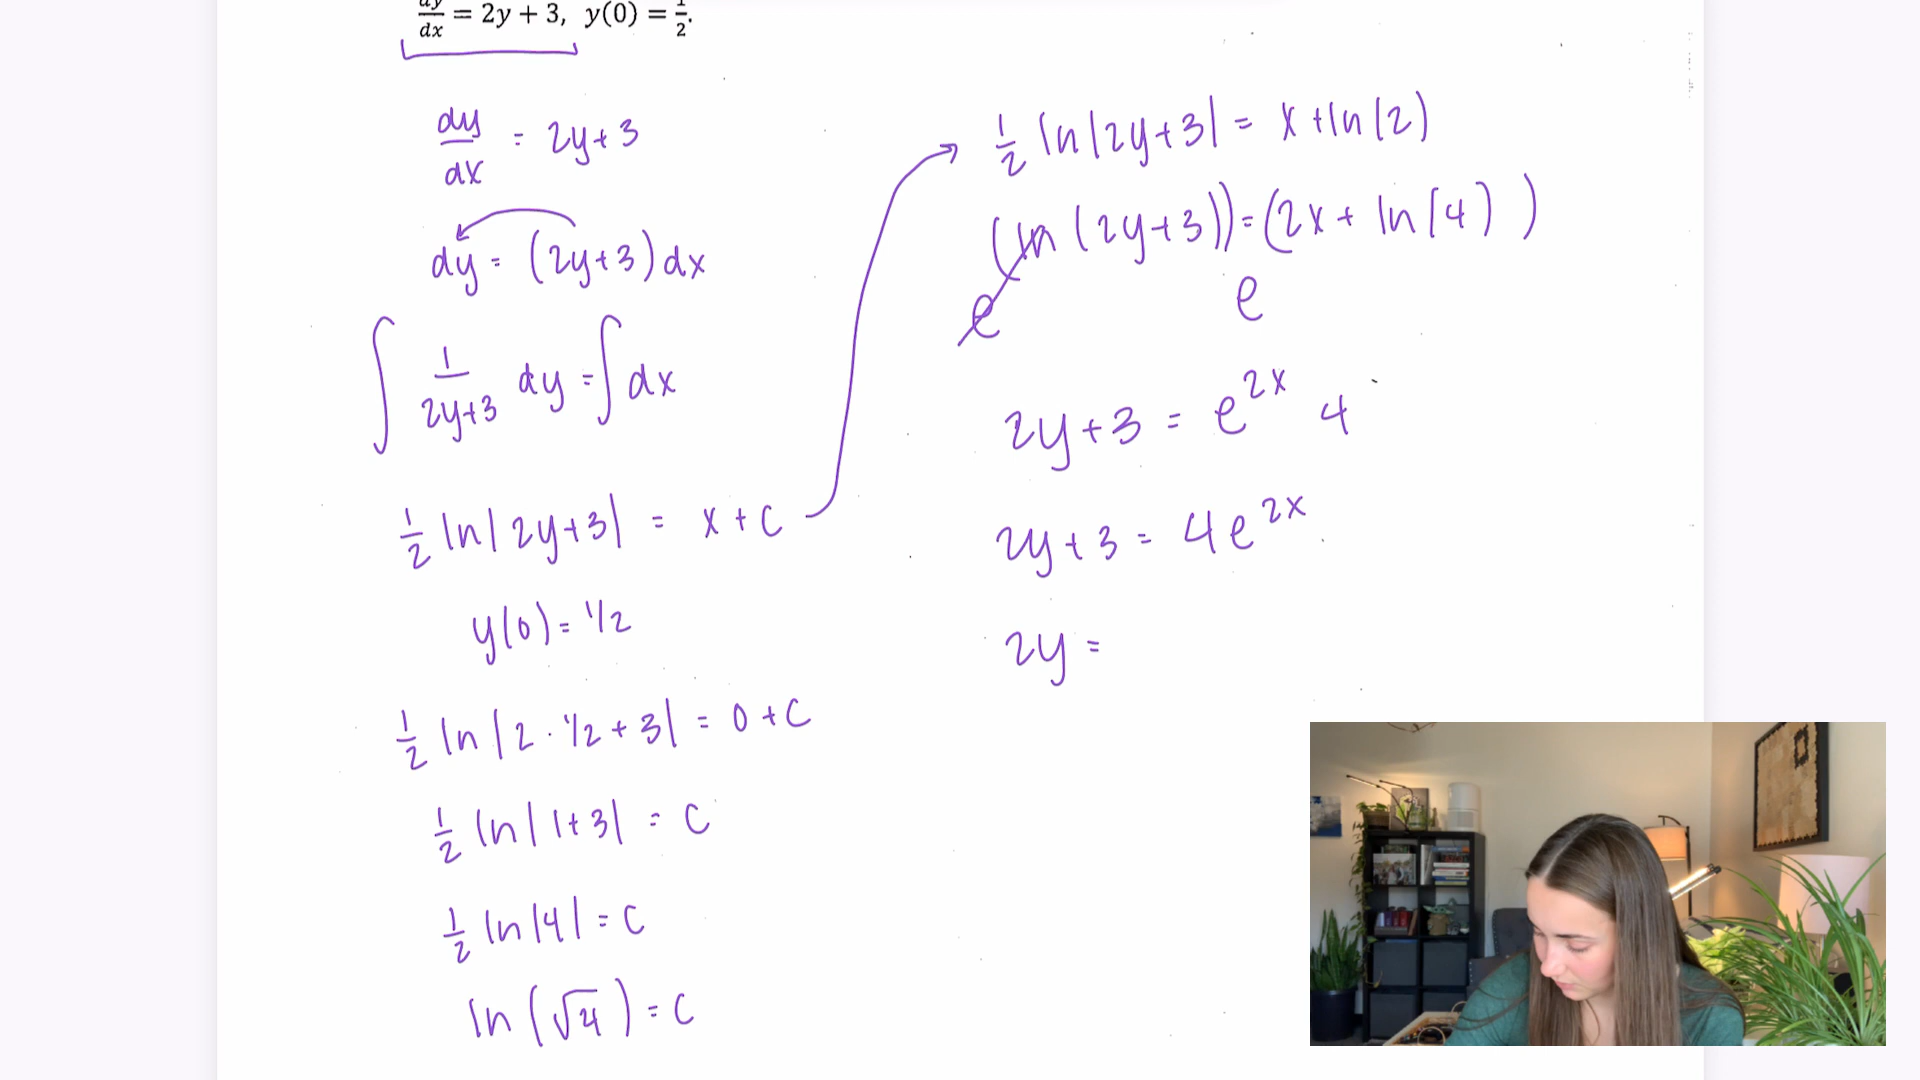 dy/dx = 2y + 3, y(0) = 1/2.
dy/dx = 2y+3
dy = (2y+3)dx
∫ 1/(2y+3) dy = ∫ dx
1/2 ln|2y+3| = x + C
y(0) = 1/2
1/2 ln|2 · 1/2 + 3| = 0 + C
1/2 ln|1+3| = C
1/2 ln|4| = C
ln(√4) = C
1/2 ln|2y+3| = x + ln(2)
e^(ln(2y+3)) = e^(2x + ln(4))
2y+3 = e^2x 4
2y+3 = 4e^2x
2y =